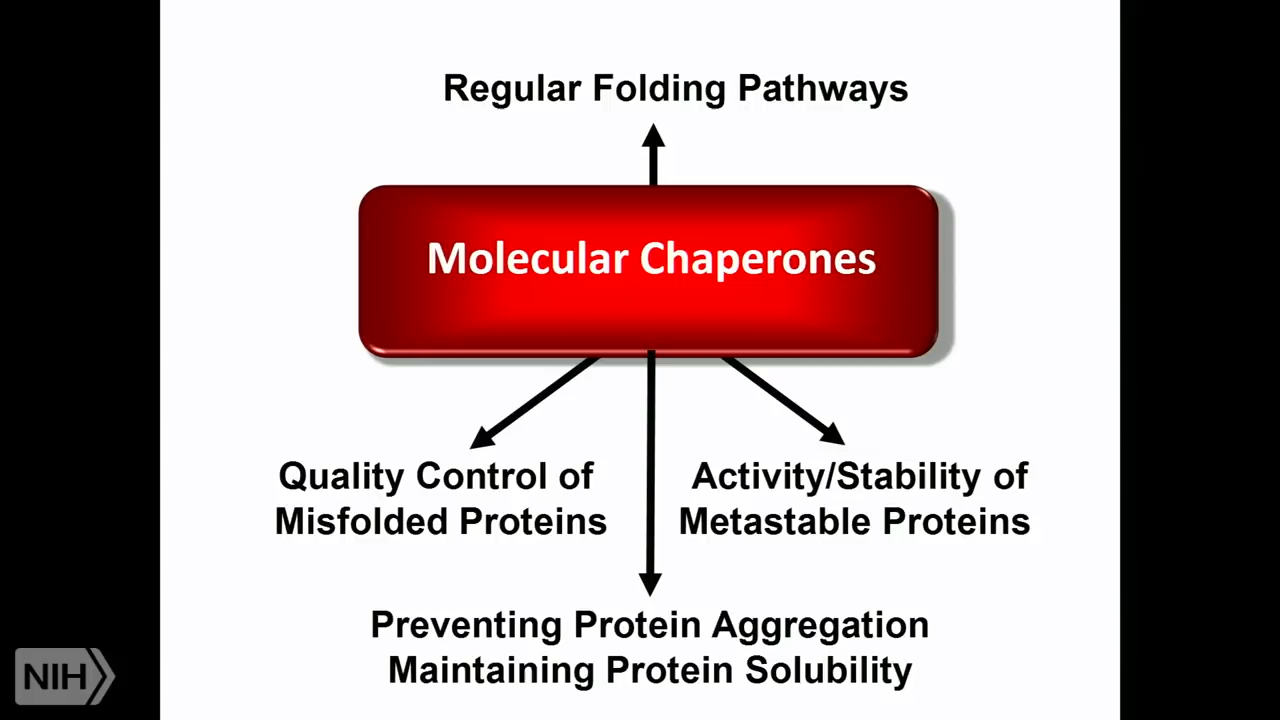 Regular Folding Pathways
Molecular Chaperones
Quality Control of
Misfolded Proteins
Activity/Stability of
Metastable Proteins
Preventing Protein Aggregation
Maintaining Protein Solubility
NIH